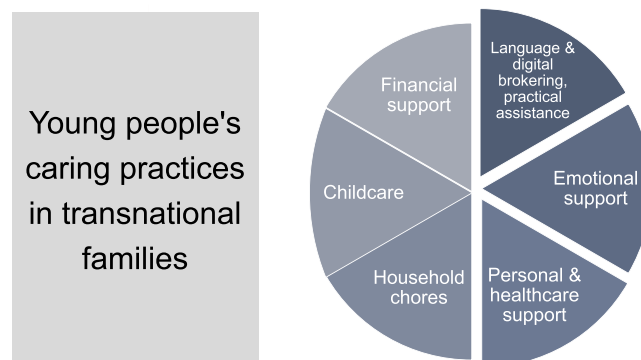 Young people's
caring practices
in transnational
families
Language &
digital
brokering,
practical
assistance
Emotional
support
Personal &
healthcare
support
Household
chores
Childcare
Financial
support